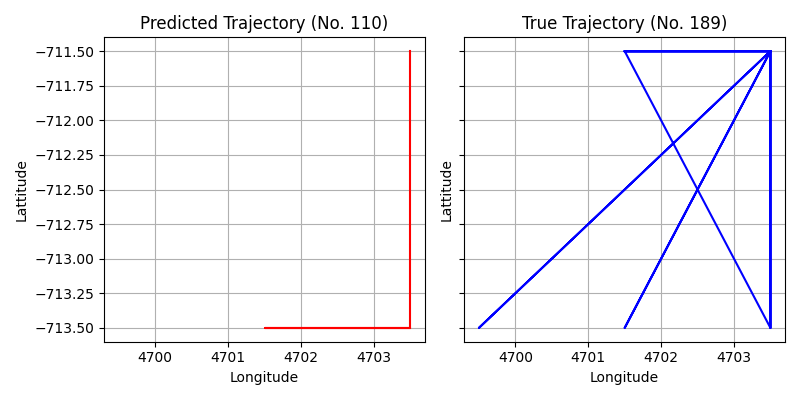 Predicted Trajectory (No. 110)
True Trajectory (No. 189)
−711.50
−711.75
−712.00
−712.25
−712.50
−712.75
−713.00
−713.25
−713.50
Lattitude
Lattitude
4700 4701 4702 4703
4700 4701 4702 4703
Longitude
Longitude